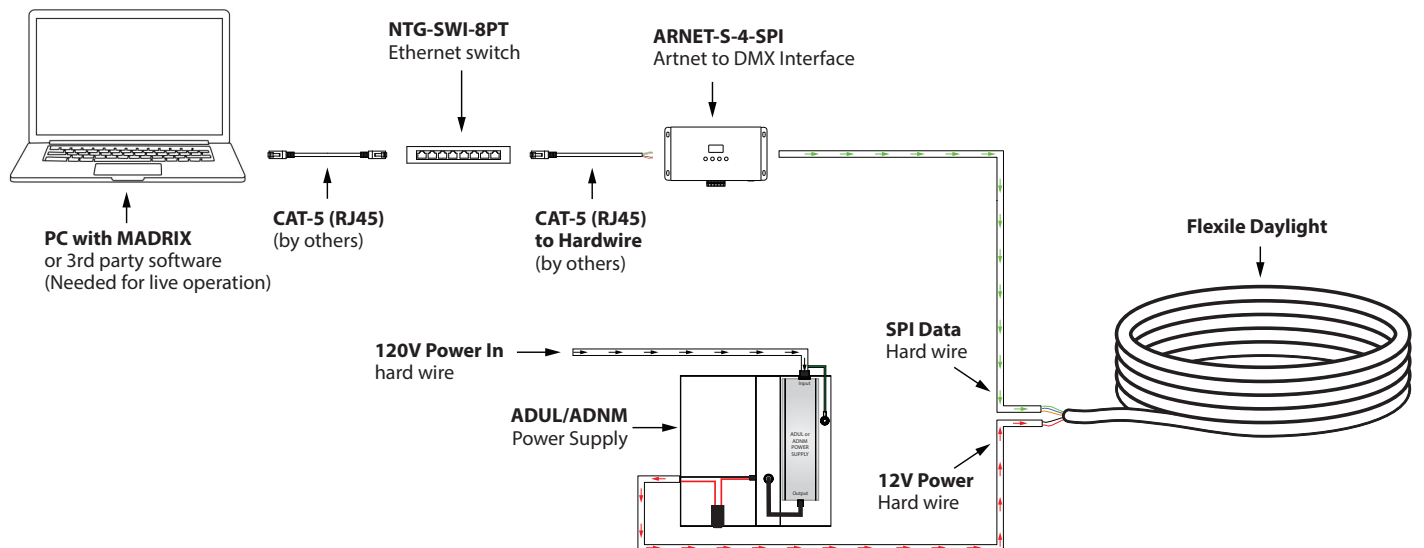 NTG-SWI-8PT
Ethernet switch
ARNET-S-4-SPI
Artnet to DMX Interface
CAT-5 (RJ45)
(by others)
CAT-5 (RJ45)
to Hardwire
(by others)
PC with MADRIX
or 3rd party software
(Needed for live operation)
Flexile Daylight
SPI Data
Hard wire
120V Power In
hard wire
Input
ADUL/ADNM
Power Supply
ADUL or
ADNM
POWER
SUPPLY
Output
12V Power
Hard wire